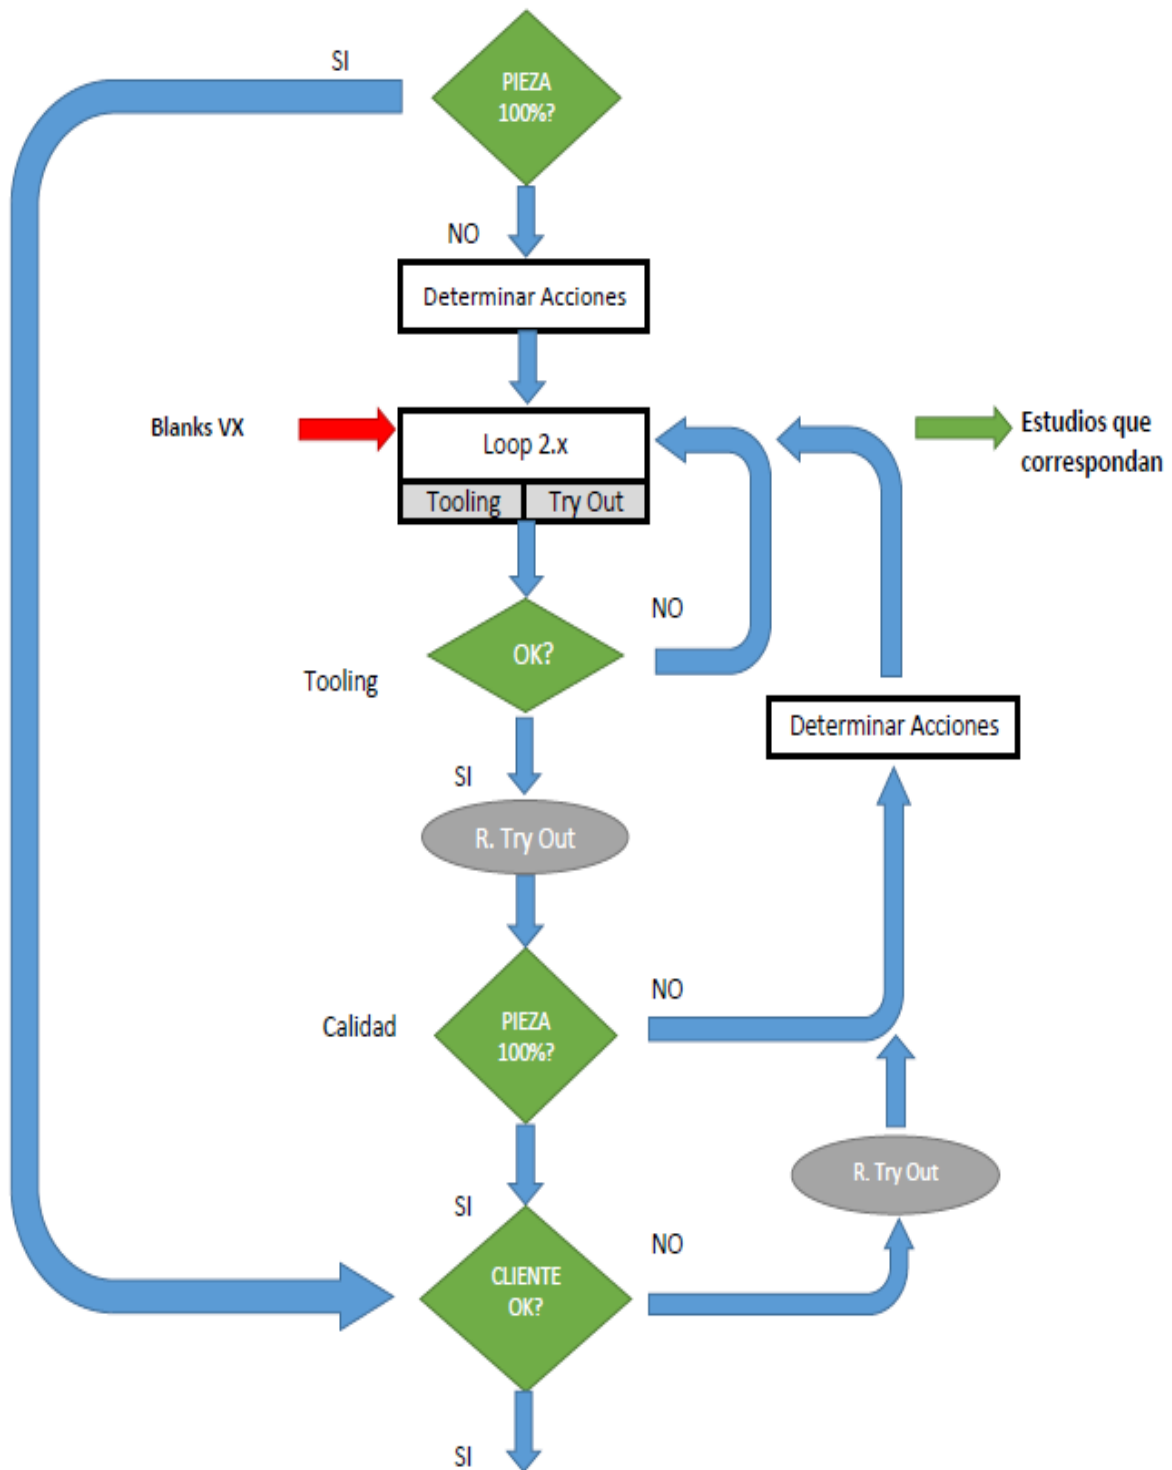 SI
PIEZA
100%?
NO
Determinar Acciones
Blanks VX
Loop 2.x
Estudios que
correspondan
Tooling
Try Out
NO
OK?
Tooling
Determinar Acciones
SI
R. Try Out
NO
Calidad
PIEZA
100%?
R. Try Out
SI
NO
CLIENTE
OK?
SI